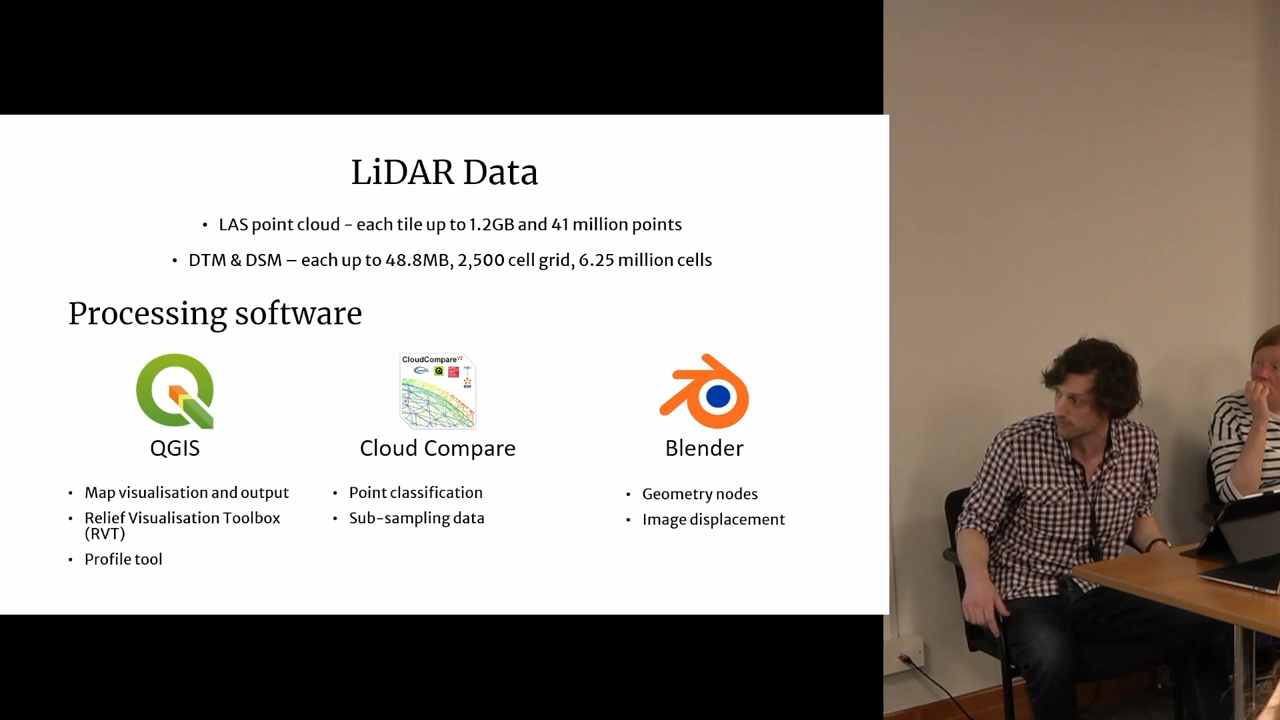 LiDAR Data
• LAS point cloud - each tile up to 1.2GB and 41 million points
• DTM & DSM – each up to 48.8MB, 2,500 cell grid, 6.25 million cells
Processing software
CloudCompare V2
QGIS
Cloud Compare
Blender
• Map visualisation and output
• Relief Visualisation Toolbox
(RVT)
• Profile tool
• Point classification
• Sub-sampling data
• Geometry nodes
• Image displacement